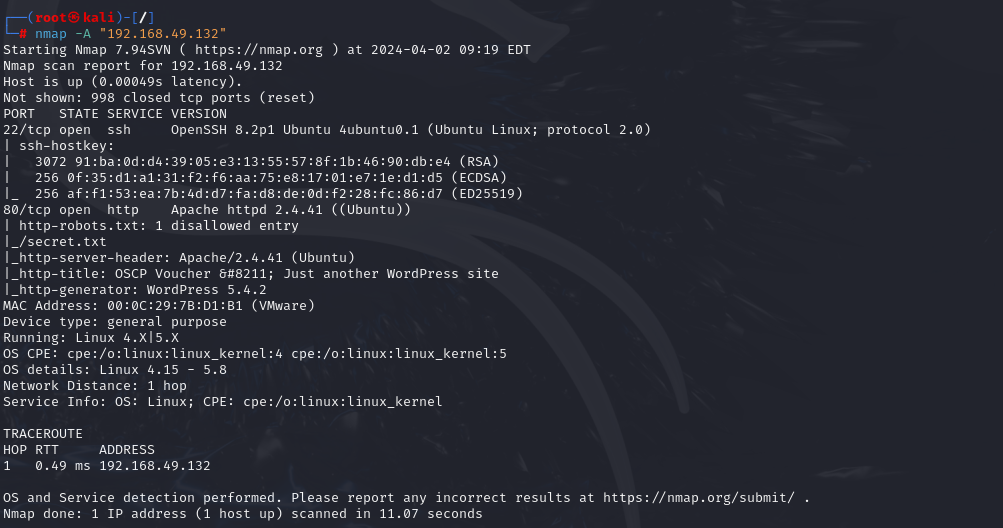 ┌──(root㉿kali)-[/]
└─# nmap -A "192.168.49.132"
Starting Nmap 7.94SVN ( https://nmap.org ) at 2024-04-02 09:19 EDT
Nmap scan report for 192.168.49.132
Host is up (0.00049s latency).
Not shown: 998 closed tcp ports (reset)
PORT   STATE SERVICE VERSION
22/tcp open  ssh     OpenSSH 8.2p1 Ubuntu 4ubuntu0.1 (Ubuntu Linux; protocol 2.0)
| ssh-hostkey:
|   3072 91:ba:0d:d4:39:05:e3:13:55:57:8f:1b:46:90:db:e4 (RSA)
|   256 0f:35:d1:a1:31:f2:f6:aa:75:e8:17:01:e7:1e:d1:d5 (ECDSA)
|_  256 af:f1:53:ea:7b:4d:d7:fa:d8:de:0d:f2:28:fc:86:d7 (ED25519)
80/tcp open  http    Apache httpd 2.4.41 ((Ubuntu))
| http-robots.txt: 1 disallowed entry
|_/secret.txt
|_http-server-header: Apache/2.4.41 (Ubuntu)
|_http-title: OSCP Voucher &#8211; Just another WordPress site
|_http-generator: WordPress 5.4.2
MAC Address: 00:0C:29:7B:D1:B1 (VMware)
Device type: general purpose
Running: Linux 4.X|5.X
OS CPE: cpe:/o:linux:linux_kernel:4 cpe:/o:linux:linux_kernel:5
OS details: Linux 4.15 - 5.8
Network Distance: 1 hop
Service Info: OS: Linux; CPE: cpe:/o:linux:linux_kernel

TRACEROUTE
HOP RTT     ADDRESS
1   0.49 ms 192.168.49.132

OS and Service detection performed. Please report any incorrect results at https://nmap.org/submit/ .
Nmap done: 1 IP address (1 host up) scanned in 11.07 seconds